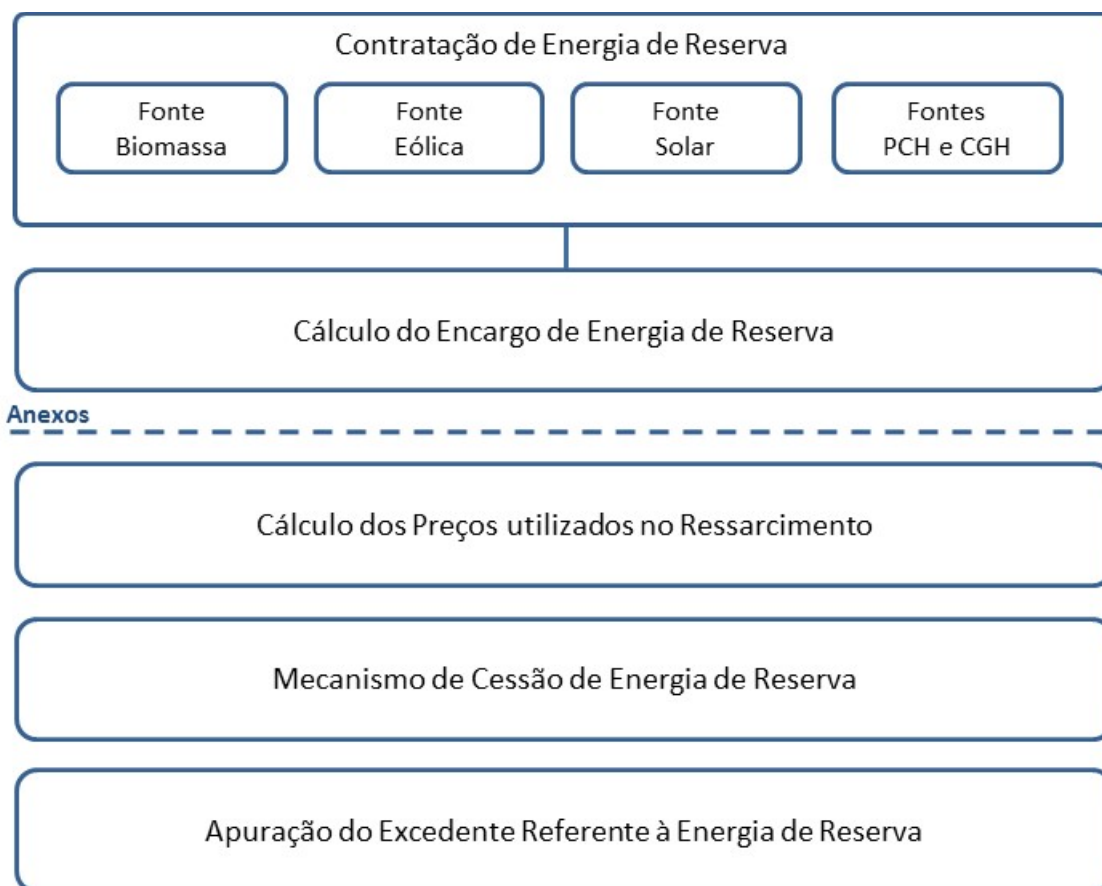 Contratação de Energia de Reserva
Fonte
Biomassa
Fonte
Eólica
Fonte
Solar
Fontes
PCH e CGH
Cálculo do Encargo de Energia de Reserva
Anexos
Cálculo dos Preços utilizados no Ressarcimento
Mecanismo de Cessão de Energia de Reserva
Apuração do Excedente Referente à Energia de Reserva